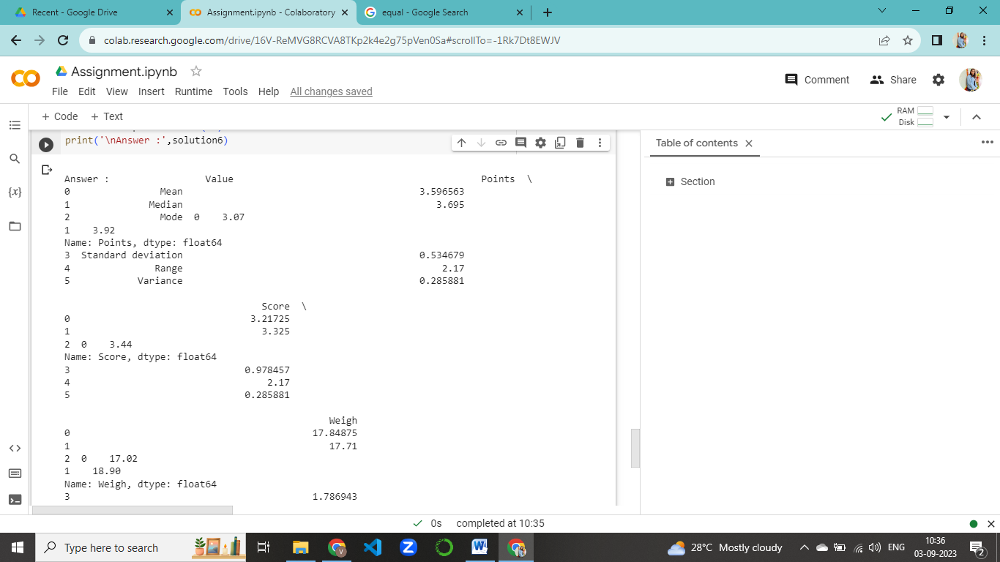 Recent - Google Drive
Assignment.ipynb - Colaboratory
equal - Google Search
colab.research.google.com/drive/16V-ReMVG8RCVA8TKp2k4e2g75pVen0Sa#scrollTo=-1Rk7Dt8EWJV
Assignment.ipynb
File Edit View Insert Runtime Tools Help All changes saved
Comment Share
+ Code + Text
RAM
Disk
print('\nAnswer :',solution6)
Table of contents
Section
Answer :                 Value                                            Points  \
0                Mean                                          3.596563
1              Median                                             3.695
2                Mode  0    3.07
1    3.92
Name: Points, dtype: float64
3  Standard deviation                                          0.534679
4               Range                                              2.17
5            Variance                                          0.285881
Score  \
0                                3.21725
1                                  3.325
2  0    3.44
Name: Score, dtype: float64
3                               0.978457
4                                   2.17
5                               0.285881
Weigh
0                                           17.84875
1                                              17.71
2  0    17.02
1    18.90
Name: Weigh, dtype: float64
3                                           1.786943
0s completed at 10:35
Type here to search
28°C Mostly cloudy
ENG
10:36
03-09-2023
2